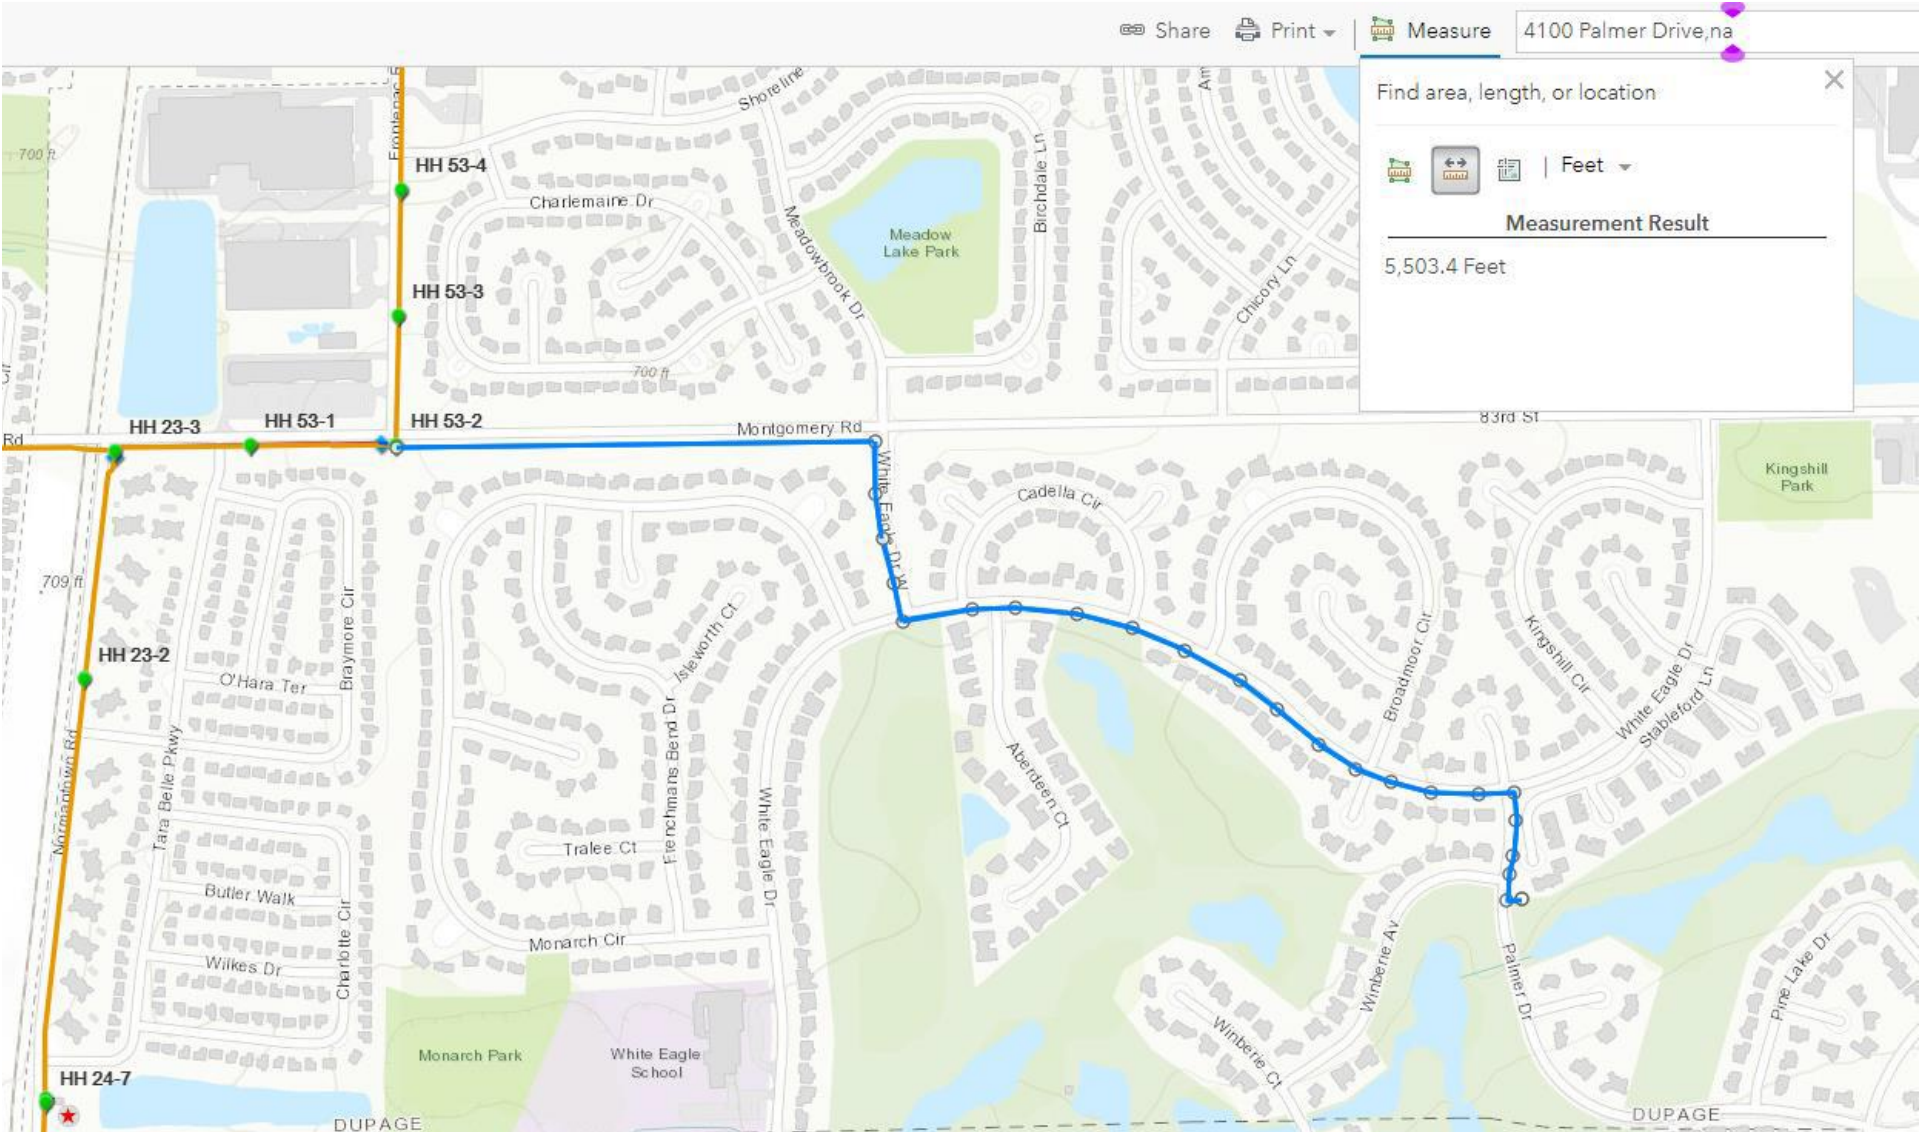 Share
Print
Measure
4100 Palmer Drive,na
Find area, length, or location
Feet
Measurement Result
5,503.4 Feet
Shoreline
700 ft
HH 53-4
Charlemaine Dr
Birchdale Ln
Meadowbrook Dr
Meadow
Lake Park
Chicory Ln
HH 53-3
700 ft
HH 23-3
HH 53-1
HH 53-2
Rd
Montgomery Rd
83rd St
Kingshill
Park
Cadella Cir
White Eagle Dr W
709 ft
Braymore Cir
Isleworth Ct
Broadmoor Ct
Kingshill Cir
White Eagle Dr
Stableford Ln
HH 23-2
O'Hara Ter
Normantown Rd
Tara Belle Pkwy
Frenchmans Bend Dr
Aberdeen Ct
White Eagle Dr
Tralee Ct
Butler Walk
Charlotte Cir
Monarch Cir
Wilkes Dr
Winberie Av
Palmer Dr
Pine Lake Dr
Monarch Park
White Eagle
School
Winberie Ct
HH 24-7
DUPAGE
DUPAGE